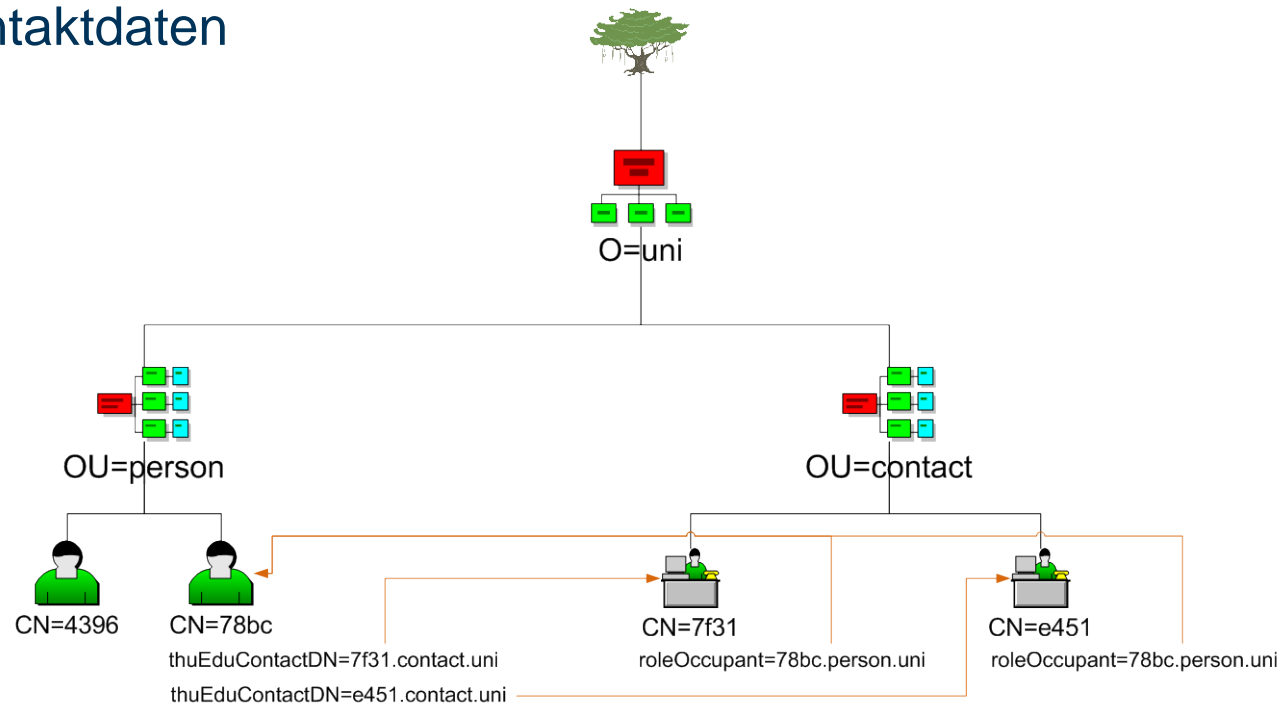 ntaktdaten
O=uni
OU=person
OU=contact
CN=4396
CN=78bc
CN=7f31
CN=e451
thuEduContactDN=7f31.contact.uni
roleOccupant=78bc.person.uni
roleOccupant=78bc.person.uni
thuEduContactDN=e451.contact.uni